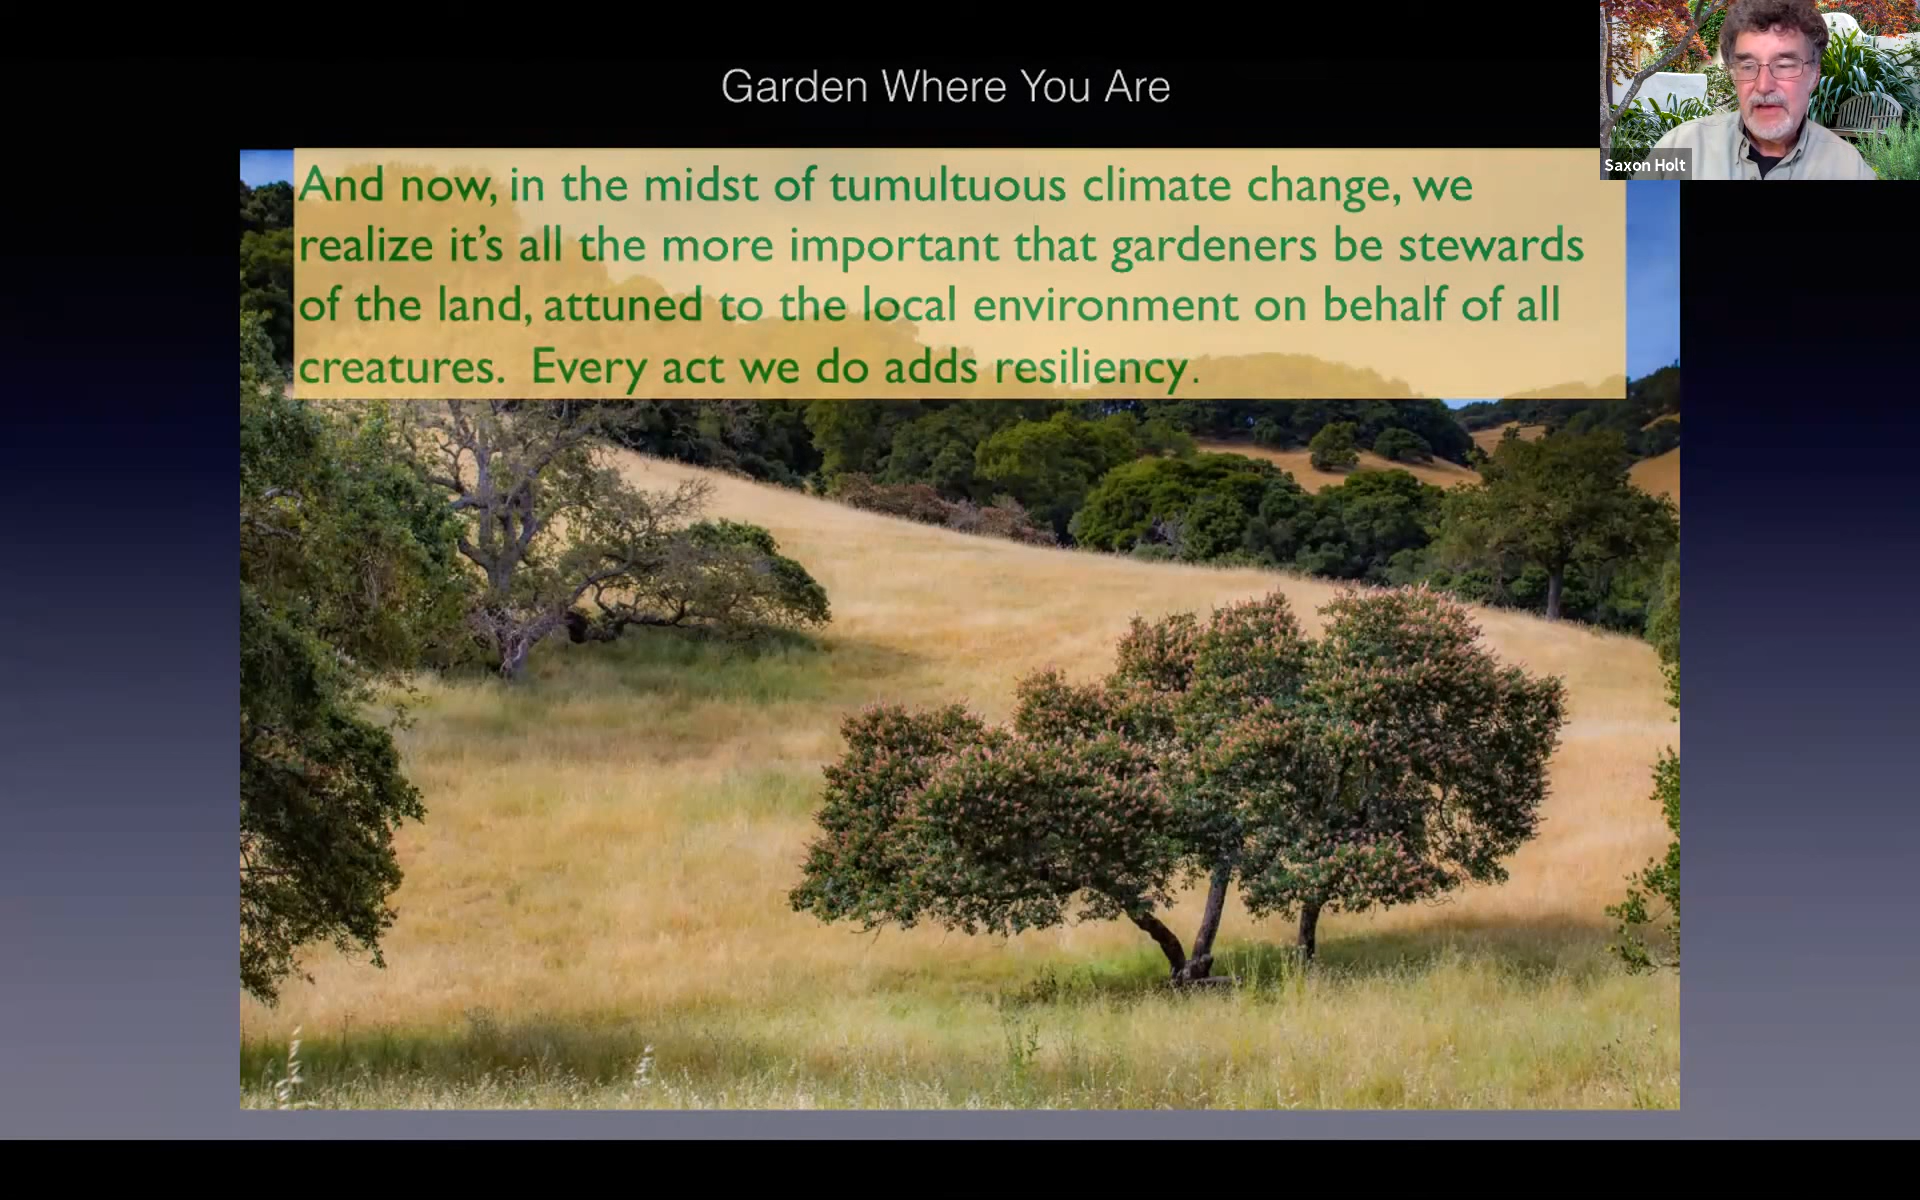 Garden Where You Are
Saxon Holt
And now, in the midst of tumultuous climate change, we
realize it's all the more important that gardeners be stewards
of the land, attuned to the local environment on behalf of all
creatures.  Every act we do adds resiliency.